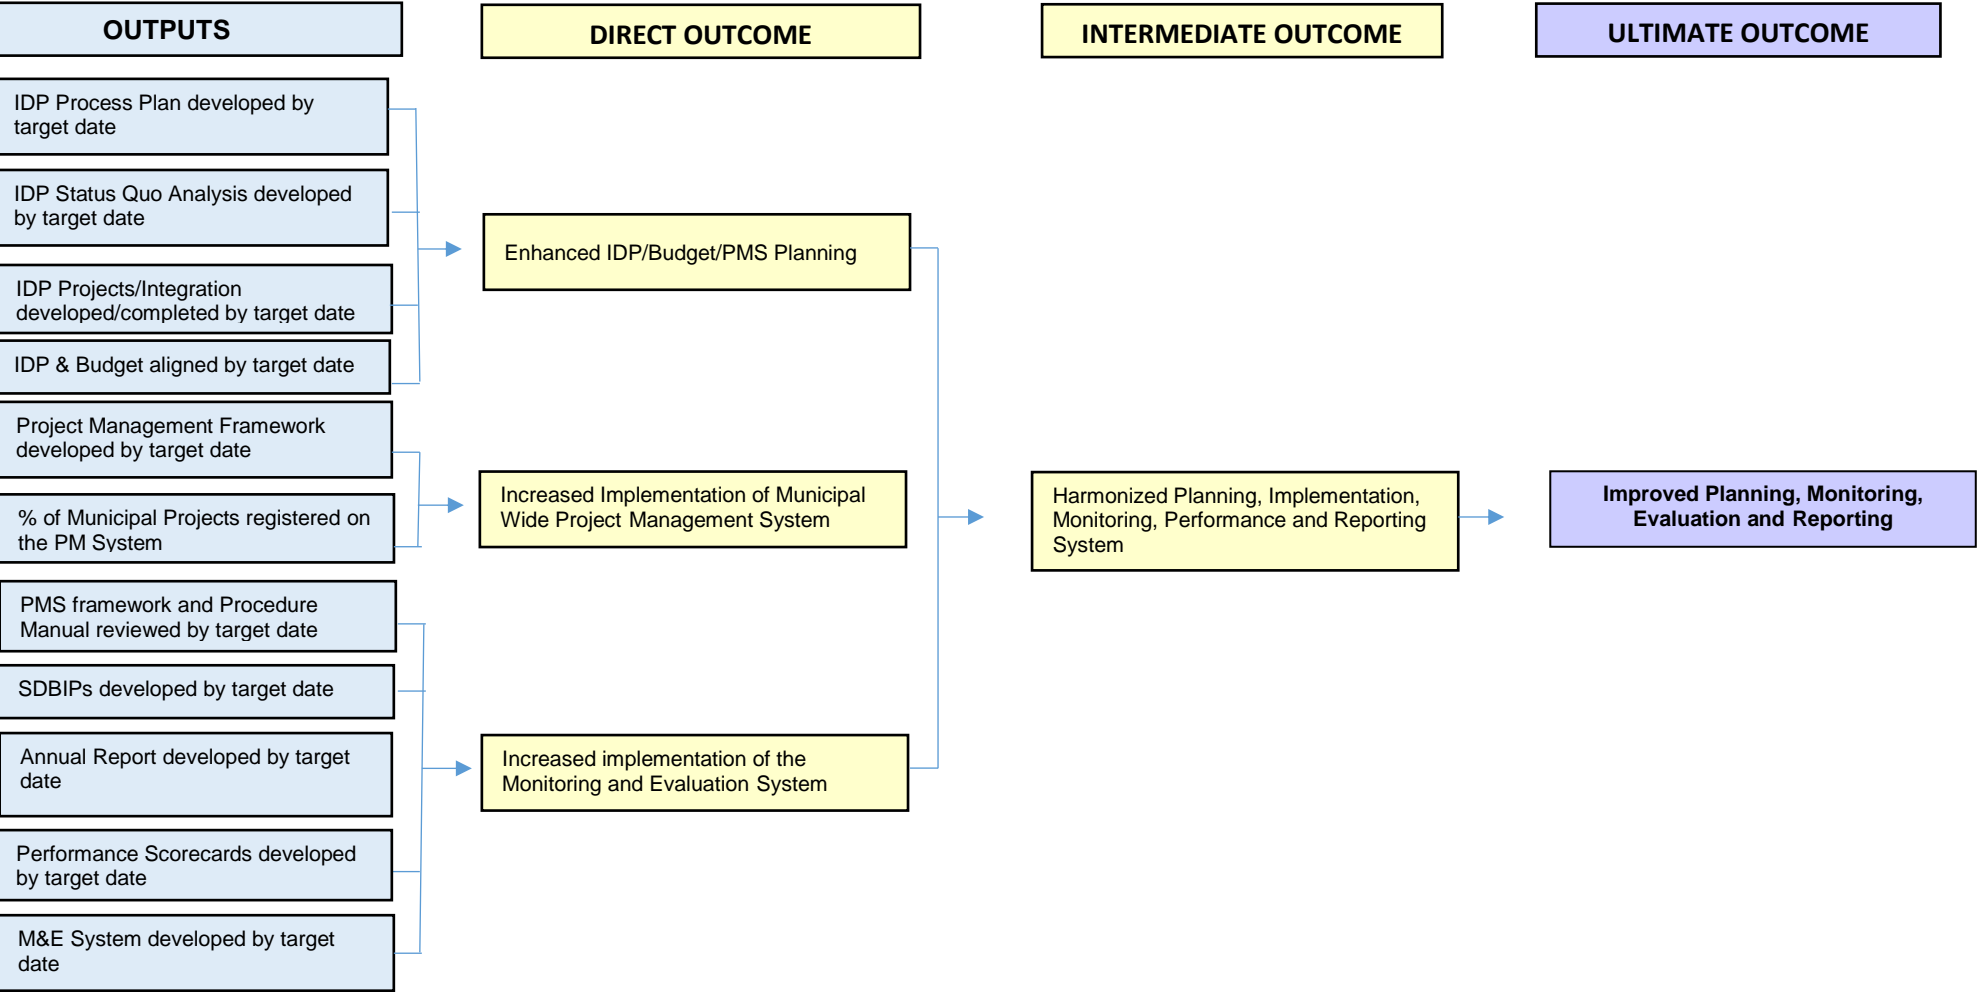 OUTPUTS
DIRECT OUTCOME
INTERMEDIATE OUTCOME
ULTIMATE OUTCOME
IDP Process Plan developed by
target date
IDP Status Quo Analysis developed
by target date
IDP Projects/Integration
developed/completed by target date
IDP & Budget aligned by target date
Project Management Framework
developed by target date
% of Municipal Projects registered on
the PM System
PMS framework and Procedure
Manual reviewed by target date
SDBIPs developed by target date
Annual Report developed by target
date
Performance Scorecards developed
by target date
M&E System developed by target
date
Enhanced IDP/Budget/PMS Planning
Increased Implementation of Municipal
Wide Project Management System
Increased implementation of the
Monitoring and Evaluation System
Harmonized Planning, Implementation,
Monitoring, Performance and Reporting
System
Improved Planning, Monitoring,
Evaluation and Reporting